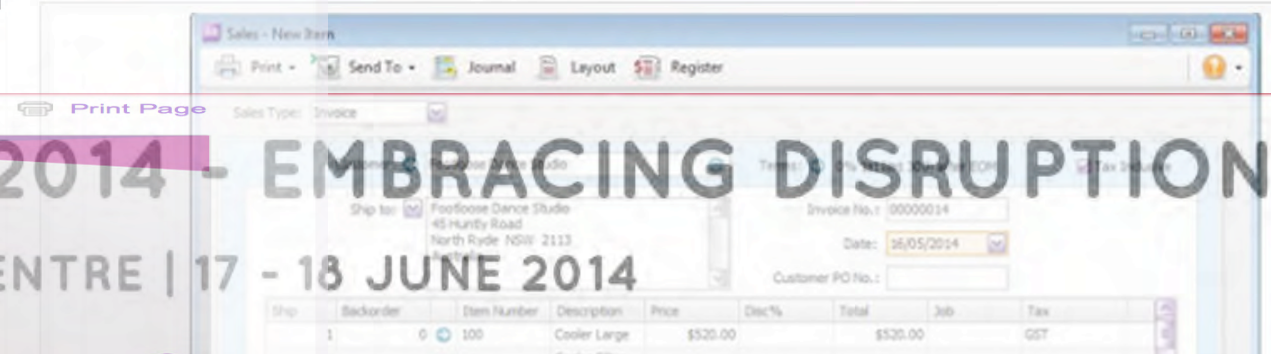 Sales - New Item
Print Send To Journal Layout Register
Print Page
Sales Type: Invoice
2014 - EMBRACING DISRUPTION
Footloose Dance Studio
Terms:
Ship to: Footloose Dance Studio
45 Huntly Road
North Ryde NSW 2113
Invoice No.: 00000014
Date: 16/05/2014
ENTRE | 17 - 18 JUNE 2014
Customer PO No.:
Ship Backorder Item Number Description Price Disc% Total Job Tax
1 0 100 Cooler Large $520.00 $520.00 GST